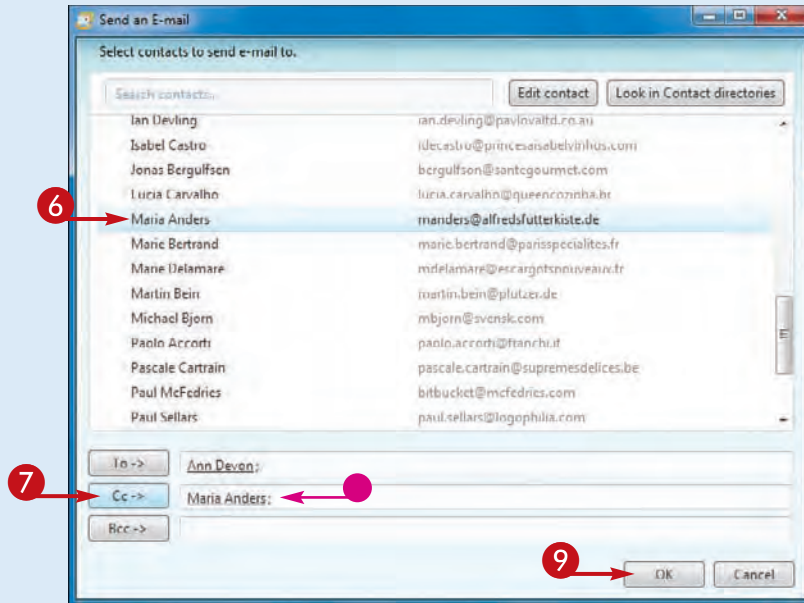 Send an E-mail
Select contacts to send e-mail to.
Search contacts...
Edit contact
Look in Contact directories
Ian Devling ian.devling@pavlovaltd.co.au
Isabel Castro idecastro@princesaisabelvinhos.com
Jonas Bergulfsen bergulfson@santegourmet.com
Lucia Carvalho lucia.carvalho@queencozinha.br
6
Maria Anders manders@alfredsfutterkiste.de
Marie Bertrand marie.bertrand@parisspecialites.fr
Marie Delamare mdelamare@escargotsnouveaux.fr
Martin Bein martin.bein@plutzer.de
Michael Bjorn mbjorn@svensk.com
Paolo Accorti paolo.accorti@franchi.it
Pascale Cartrain pascale.cartrain@supremesdelices.be
Paul McFedries bitbucket@mcfedries.com
Paul Sellars paul.sellars@logophilia.com
To ->
Ann Devon;
7
Cc ->
Maria Anders;
Bcc ->
9
OK
Cancel